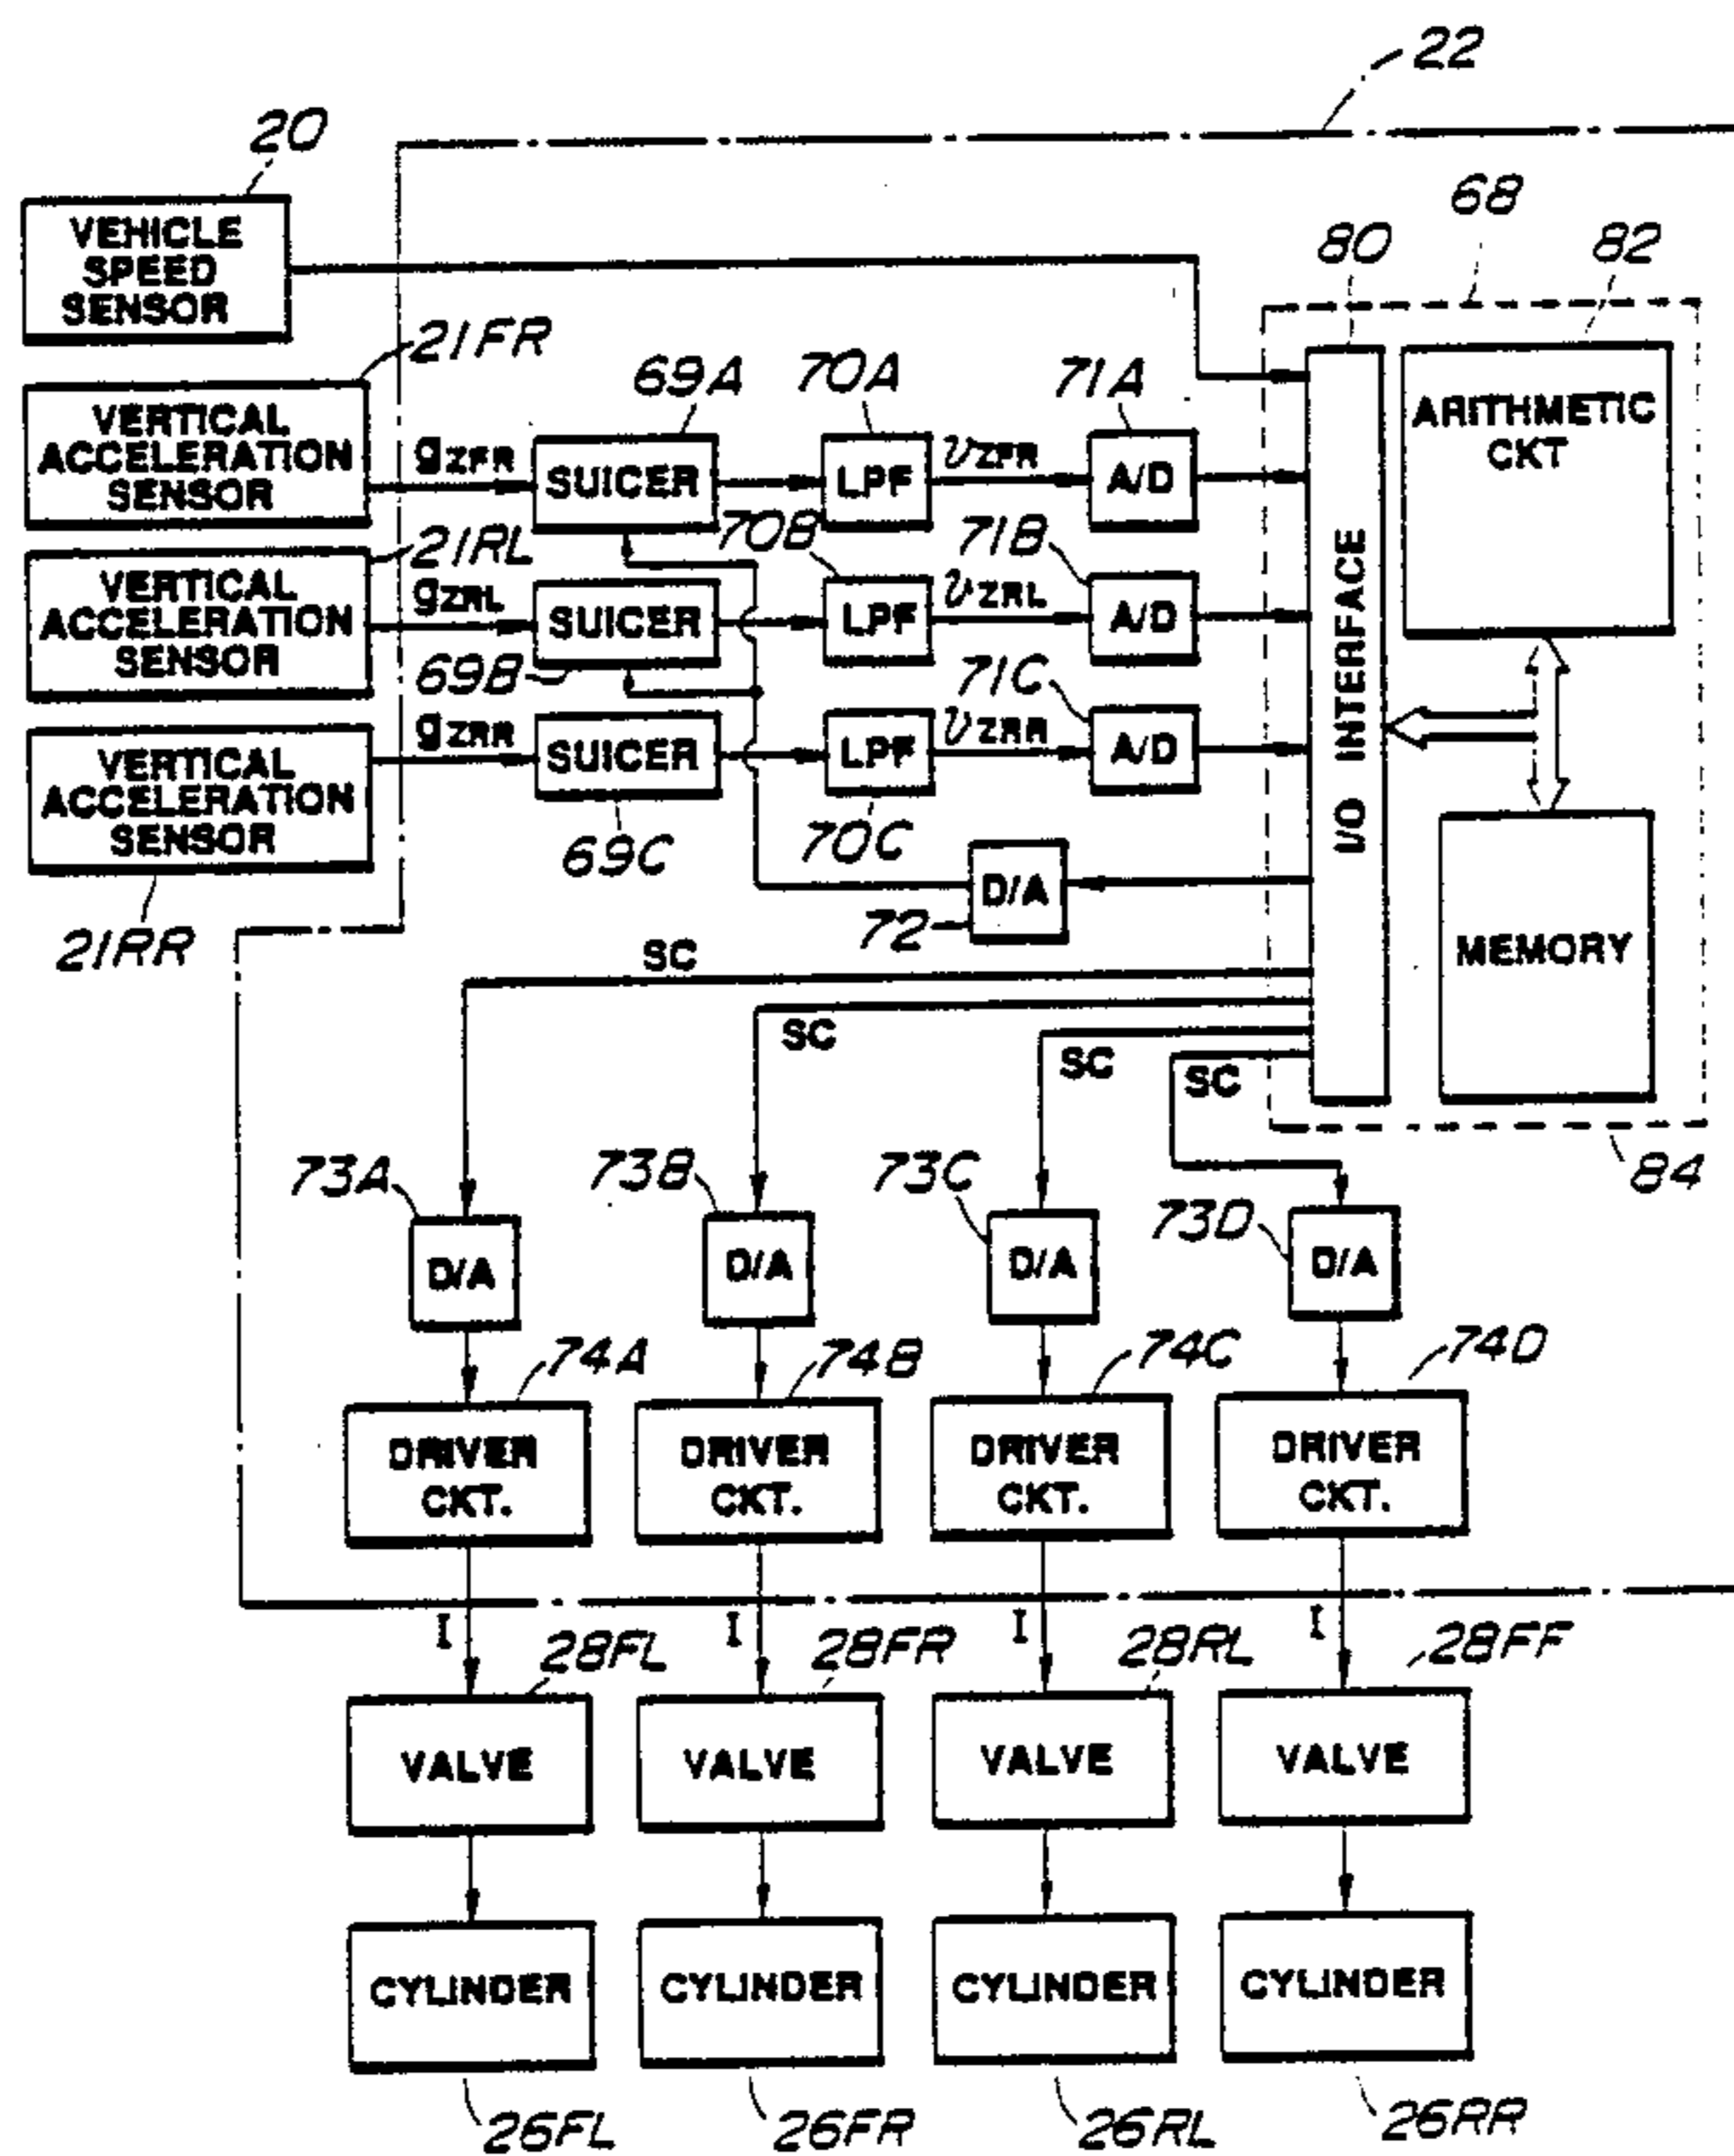 22
20
68
80
82
VEHICLE
SPEED
SENSOR
21FR
69A
70A
71A
VERTICAL
ACCELERATION
SENSOR
gZFR
SUICER
LPF
vZFR
A/D
ARITHMETIC
CKT
21RL
70B
71B
VERTICAL
ACCELERATION
SENSOR
gZRL
SUICER
LPF
vZRL
A/D
I/O INTERFACE
69B
71C
VERTICAL
ACCELERATION
SENSOR
gZRR
SUICER
LPF
vZRR
A/D
69C
70C
D/A
72
21RR
MEMORY
SC
SC
SC
SC
84
73A
73B
73C
73D
D/A
D/A
D/A
D/A
74A
74B
74C
74D
DRIVER
CKT.
DRIVER
CKT.
DRIVER
CKT.
DRIVER
CKT.
I
I
I
I
28FL
28FR
28RL
28FF
VALVE
VALVE
VALVE
VALVE
CYLINDER
CYLINDER
CYLINDER
CYLINDER
26FL
26FR
26RL
26RR